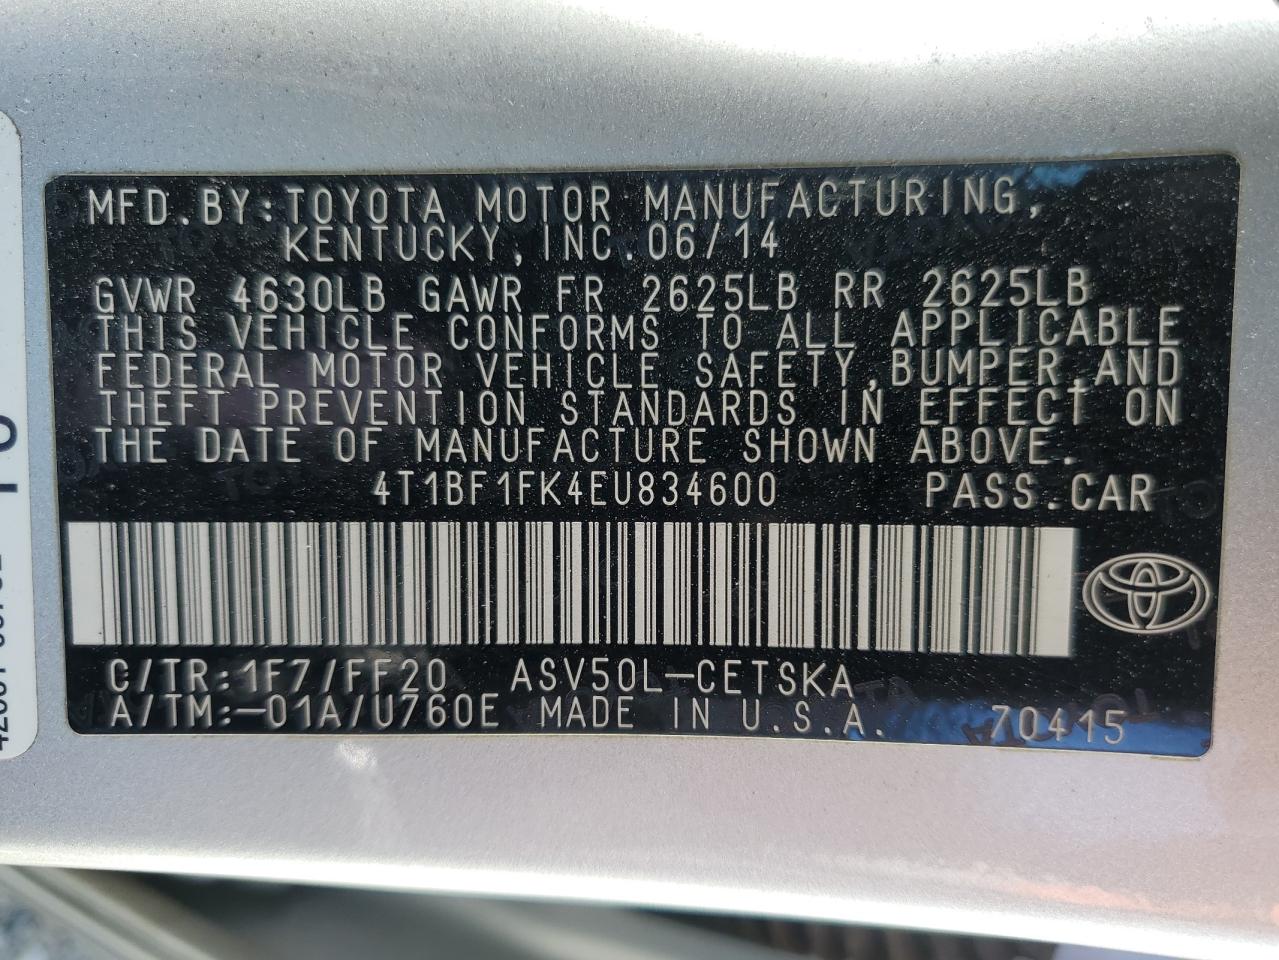 MFD.BY:TOYOTA MOTOR MANUFACTURING,
KENTUCKY,INC.06/14
GVWR 4630LB GAWR FR 2625LB RR 2625LB
THIS VEHICLE CONFORMS TO ALL APPLICABLE
FEDERAL MOTOR VEHICLE SAFETY,BUMPER,AND
THEFT PREVENTION STANDARDS IN EFFECT ON
THE DATE OF MANUFACTURE SHOWN ABOVE.
4T1BF1FK4EU834600 PASS.CAR
C/TR:1F7/FF20 ASV50L-CETSKA
A/TM:-01A/U760E MADE IN U.S.A. 70415